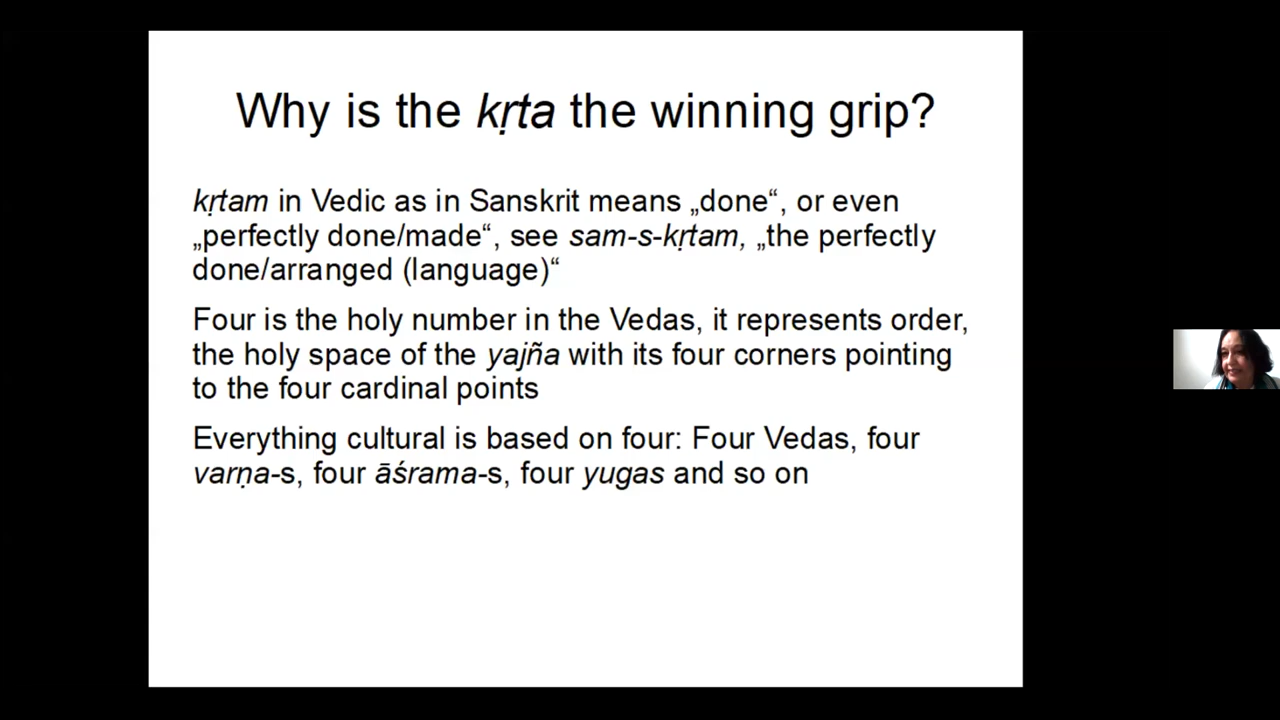 Why is the kṛta the winning grip?
kṛtam in Vedic as in Sanskrit means „done“, or even
„perfectly done/made“, see sam-s-kṛtam, „the perfectly
done/arranged (language)“
Four is the holy number in the Vedas, it represents order,
the holy space of the yajña with its four corners pointing
to the four cardinal points
Everything cultural is based on four: Four Vedas, four
varṇa-s, four āśrama-s, four yugas and so on